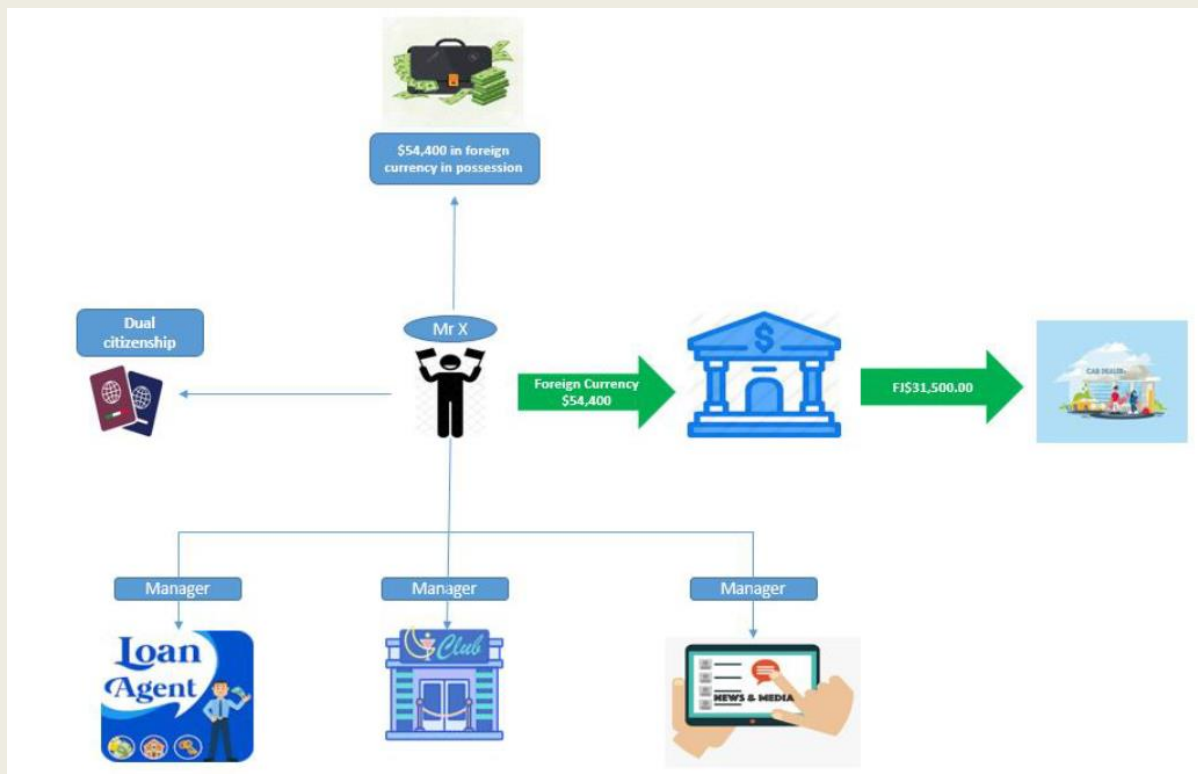 $54,400 in foreign
currency in possession
Dual
citizenship
Mr X
Foreign Currency
$54,400
$
FJ$31,500.00
CAR DEALER
Manager
Manager
Manager
Loan
Agent
Club
NEWS & MEDIA